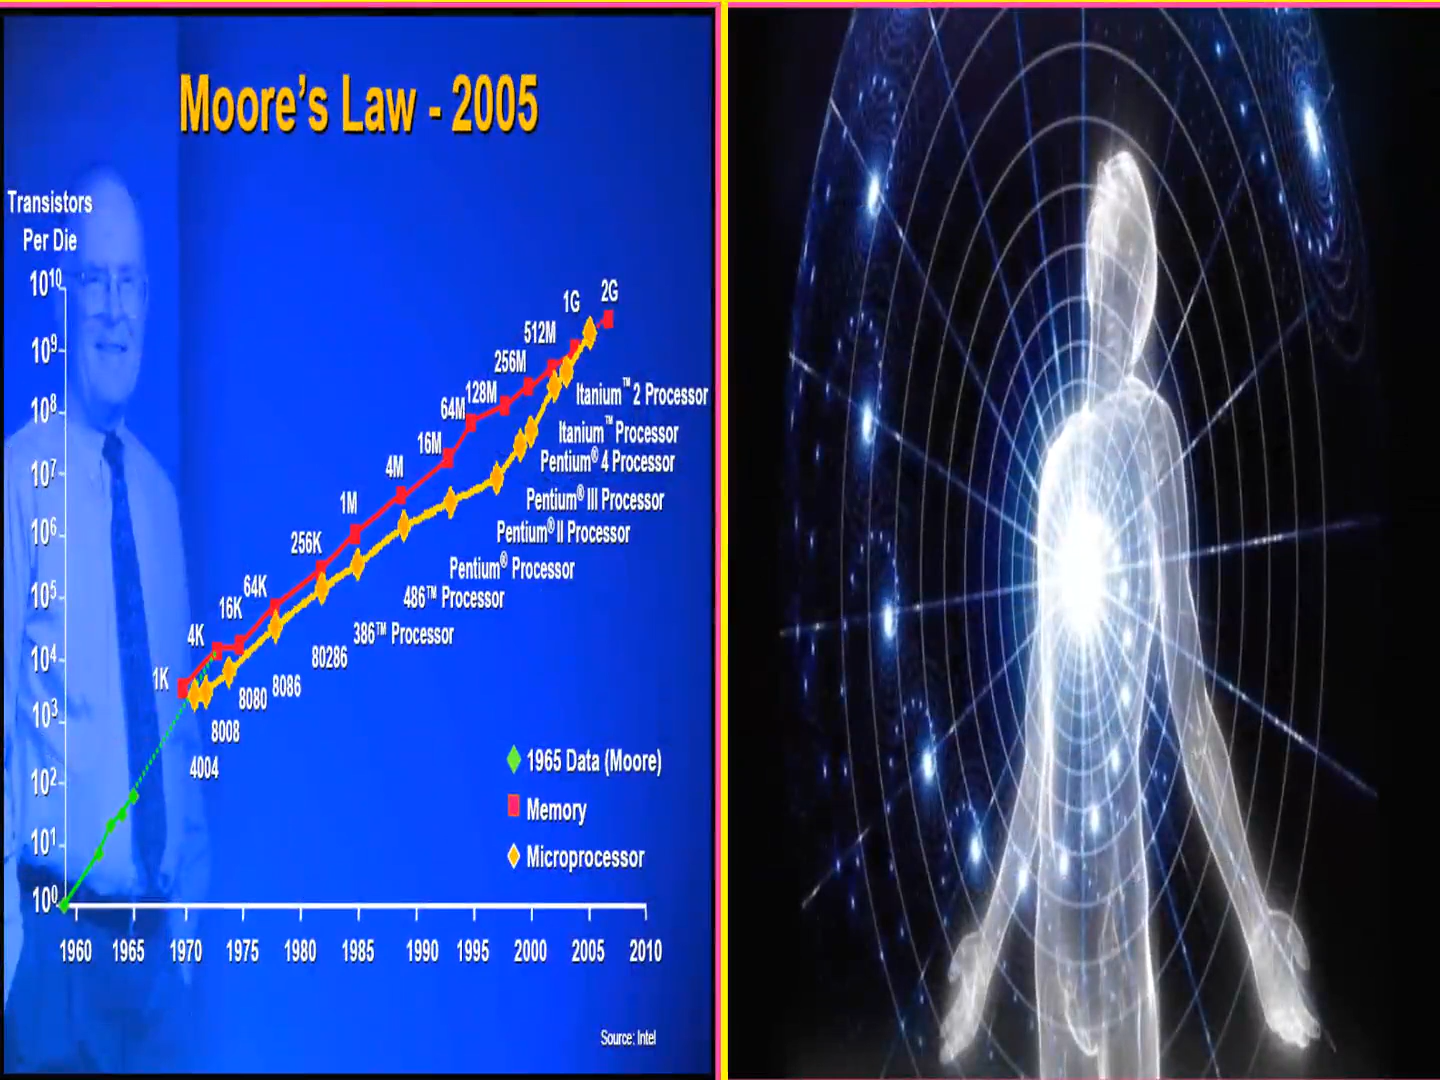 Moore's Law - 2005
Transistors
Per Die
10^10
10^9
10^8
10^7
10^6
10^5
10^4
10^3
10^2
10^1
10^0
1960 1965 1970 1975 1980 1985 1990 1995 2000 2005 2010
1K
4K
16K
64K
256K
1M
4M
16M
64M
128M
256M
512M
1G
2G
4004
8008
8080
8086
80286
386™ Processor
486™ Processor
Pentium® Processor
Pentium® II Processor
Pentium® III Processor
Pentium® 4 Processor
Itanium™ Processor
Itanium™ 2 Processor
1965 Data (Moore)
Memory
Microprocessor
Source: Intel